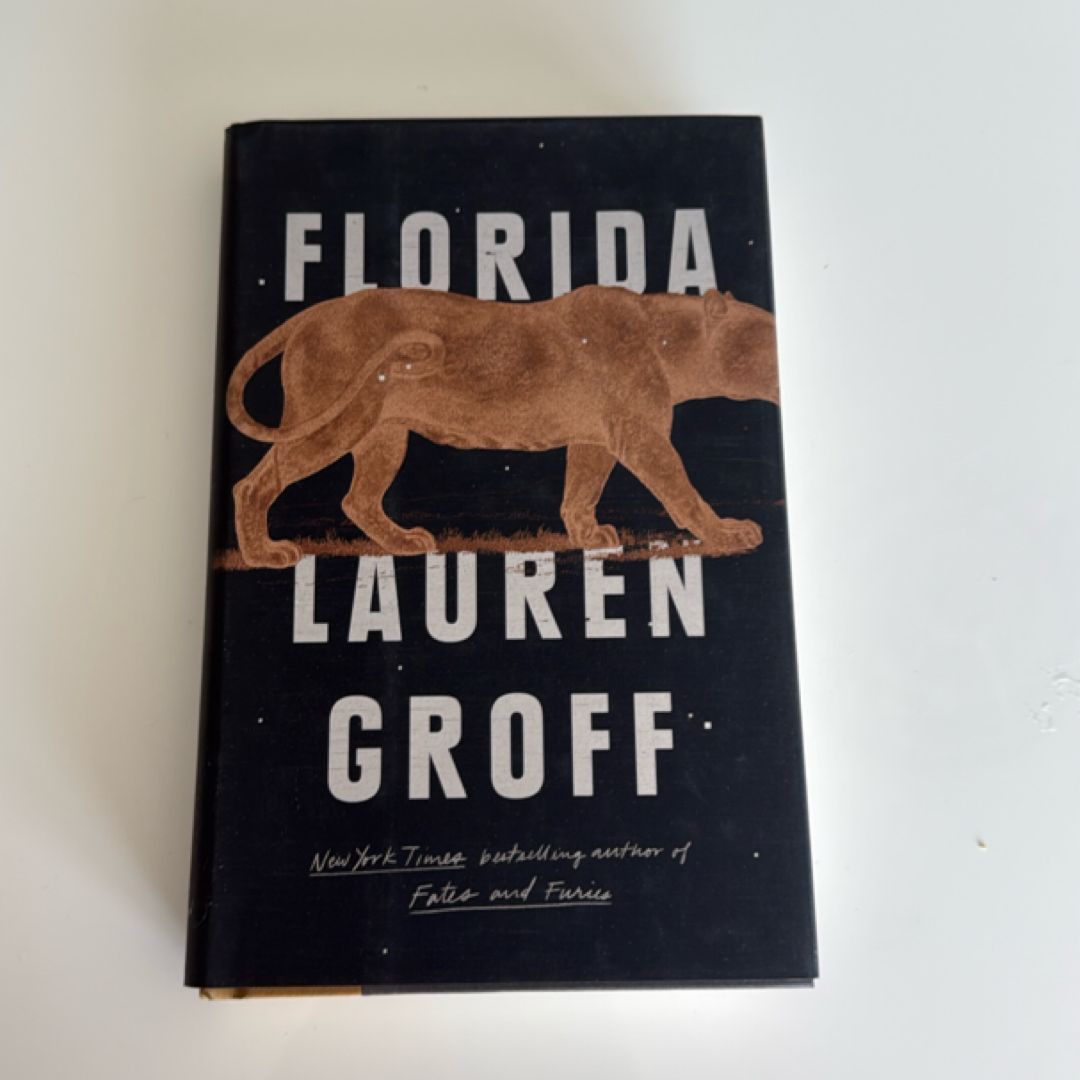 FLORIDA
LAUREN
GROFF
New York Times bestselling author of
Fates and Furies